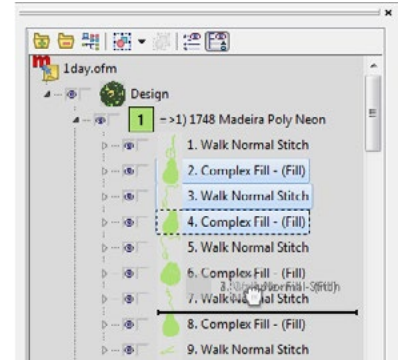 m
1day.ofm
Design
1 =>1) 1748 Madeira Poly Neon
1. Walk Normal Stitch
2. Complex Fill - (Fill)
3. Walk Normal Stitch
4. Complex Fill - (Fill)
5. Walk Normal Stitch
6. Complex Fill - (Fill)
7. Walk Normal Stitch
8. Complex Fill - (Fill)
9. Walk Normal Stitch